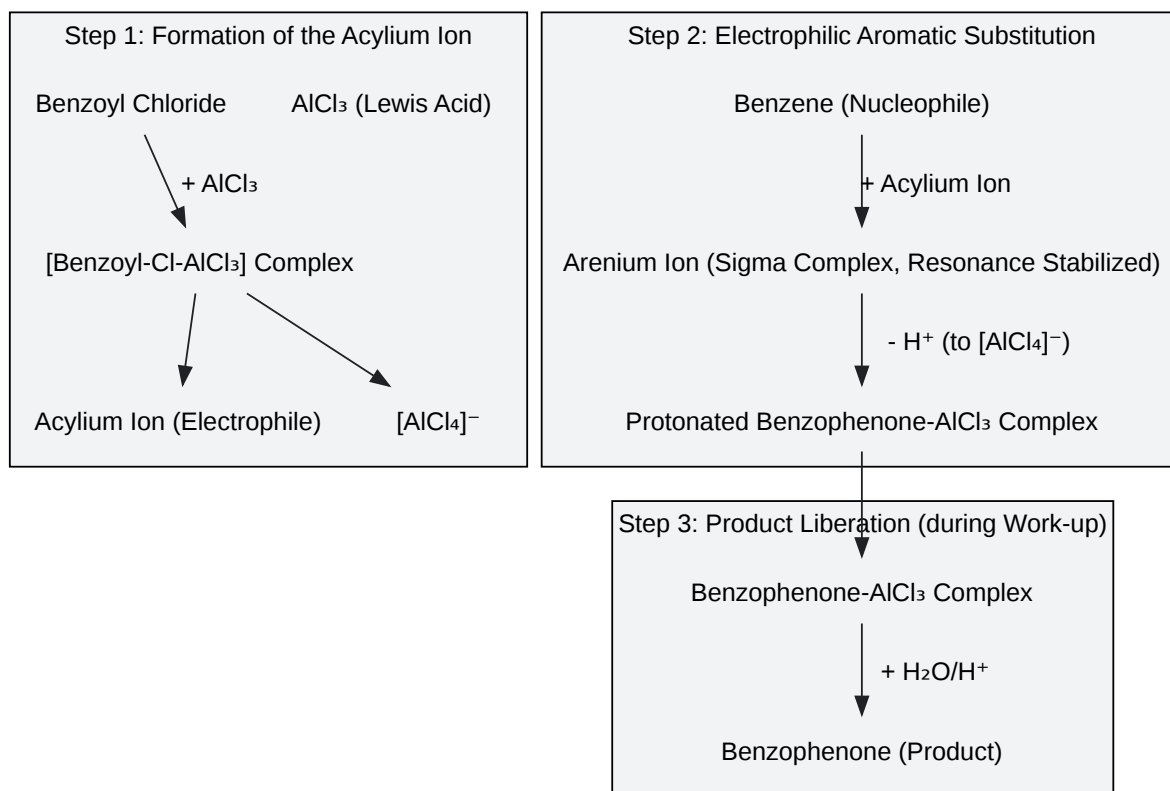 Step 1: Formation of the Acylium Ion
Benzoyl Chloride
AlCl₃ (Lewis Acid)
+ AlCl₃
[Benzoyl-Cl-AlCl₃] Complex
Acylium Ion (Electrophile)
[AlCl₄]⁻
Step 2: Electrophilic Aromatic Substitution
Benzene (Nucleophile)
+ Acylium Ion
Arenium Ion (Sigma Complex, Resonance Stabilized)
- H⁺ (to [AlCl₄]⁻)
Protonated Benzophenone-AlCl₃ Complex
Step 3: Product Liberation (during Work-up)
Benzophenone-AlCl₃ Complex
+ H₂O/H⁺
Benzophenone (Product)